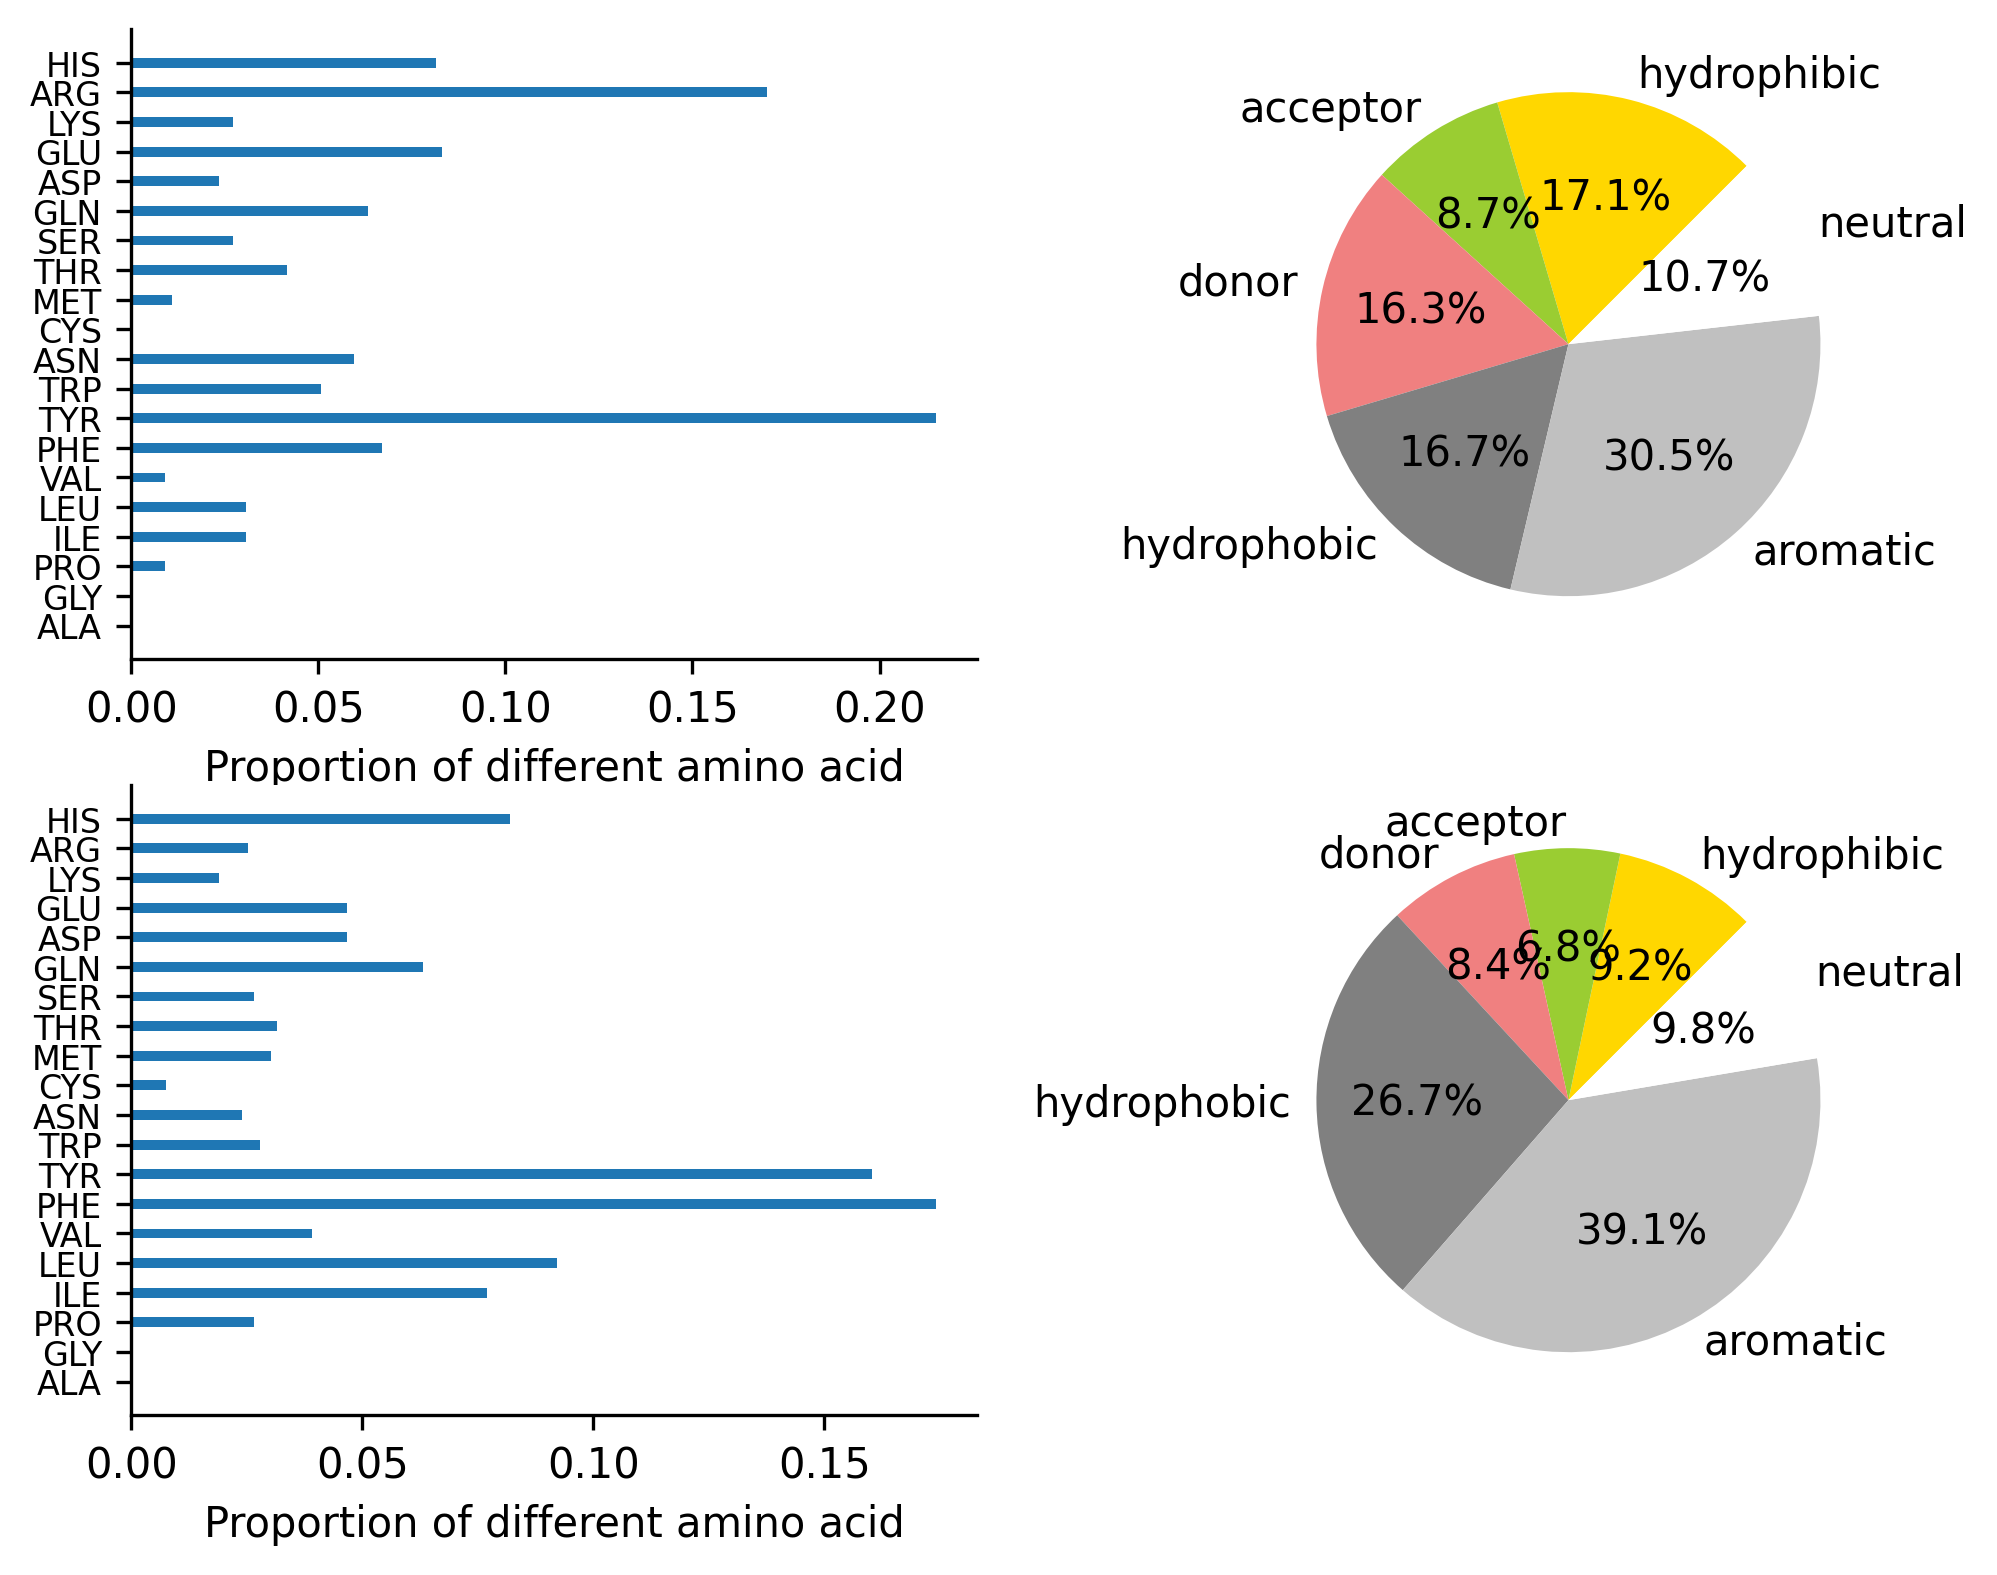 HIS
ARG
LYS
GLU
ASP
GLN
SER
THR
MET
CYS
ASN
TRP
TYR
PHE
VAL
LEU
ILE
PRO
GLY
ALA
0.00 0.05 0.10 0.15 0.20
Proportion of different amino acid
hydrophibic
acceptor
neutral
donor
hydrophobic
aromatic
17.1%
8.7%
10.7%
16.3%
16.7%
30.5%
HIS
ARG
LYS
GLU
ASP
GLN
SER
THR
MET
CYS
ASN
TRP
TYR
PHE
VAL
LEU
ILE
PRO
GLY
ALA
0.00 0.05 0.10 0.15
Proportion of different amino acid
acceptor
donor
hydrophibic
neutral
hydrophobic
aromatic
6.8%
8.4%
9.2%
9.8%
26.7%
39.1%